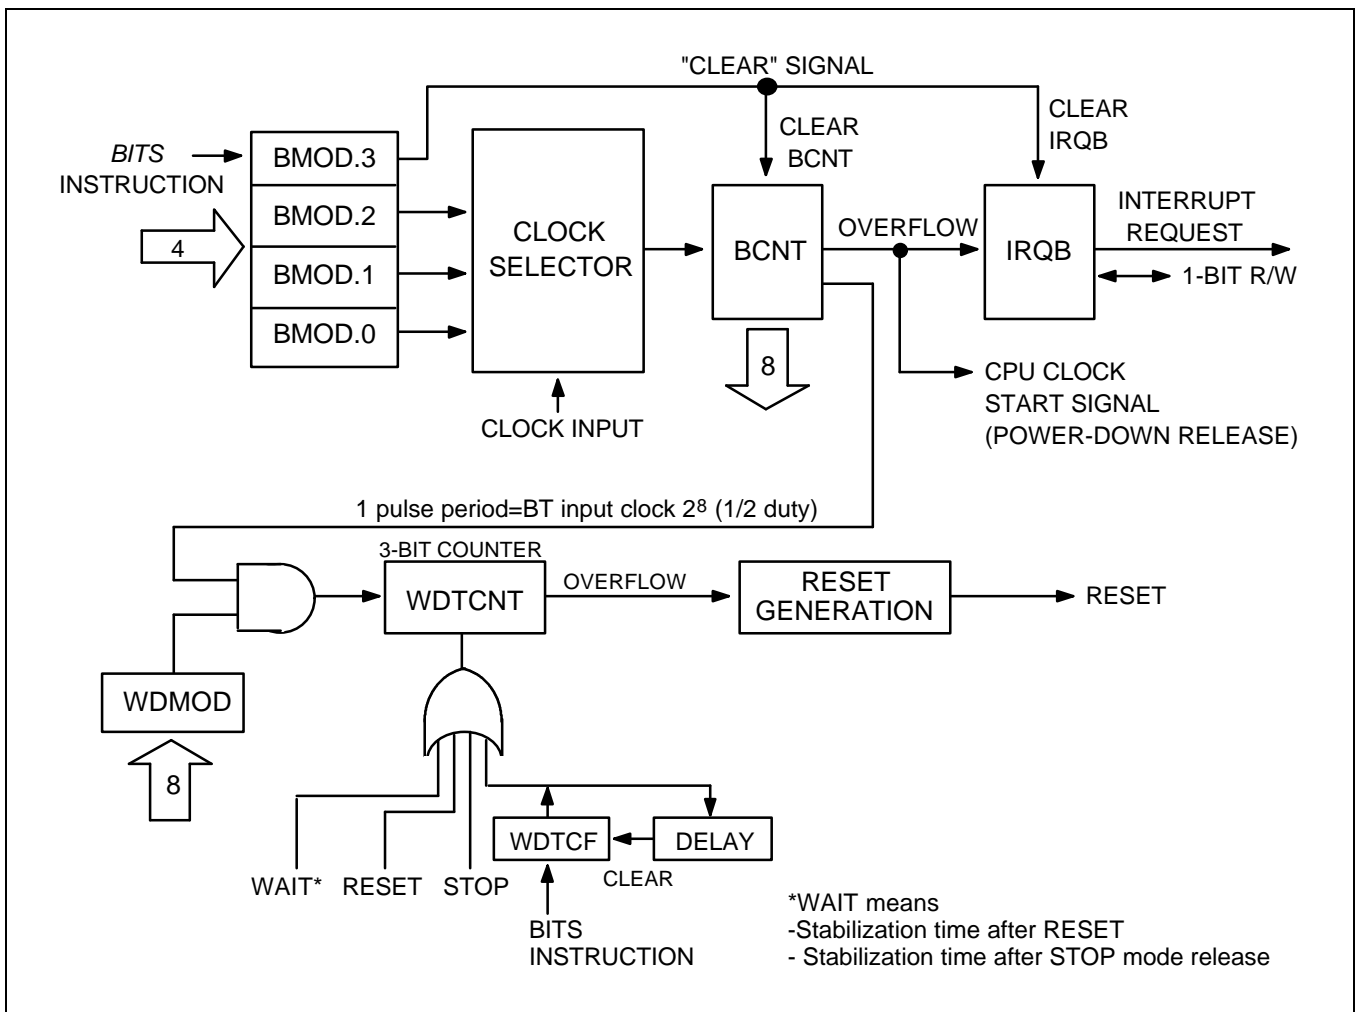 "CLEAR" SIGNAL
BITS
INSTRUCTION
4
BMOD.3
BMOD.2
BMOD.1
BMOD.0
CLOCK
SELECTOR
CLOCK INPUT
CLEAR
BCNT
BCNT
8
OVERFLOW
CLEAR
IRQB
IRQB
INTERRUPT
REQUEST
1-BIT R/W
CPU CLOCK
START SIGNAL
(POWER-DOWN RELEASE)
1 pulse period=BT input clock 2⁸ (1/2 duty)
3-BIT COUNTER
WDTCNT
OVERFLOW
RESET
GENERATION
RESET
WDMOD
8
WAIT*
RESET
STOP
WDTCF
DELAY
CLEAR
BITS
INSTRUCTION
*WAIT means
-Stabilization time after RESET
- Stabilization time after STOP mode release